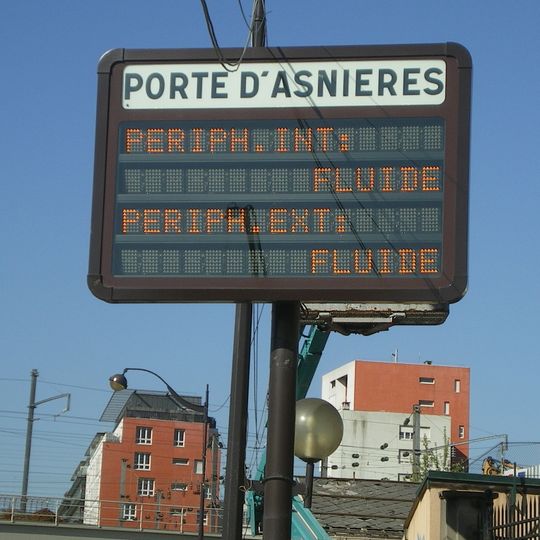 PORTE D'ASNIERES
PERIPH.INT:
FLUIDE
PERIPH.EXT:
FLUIDE